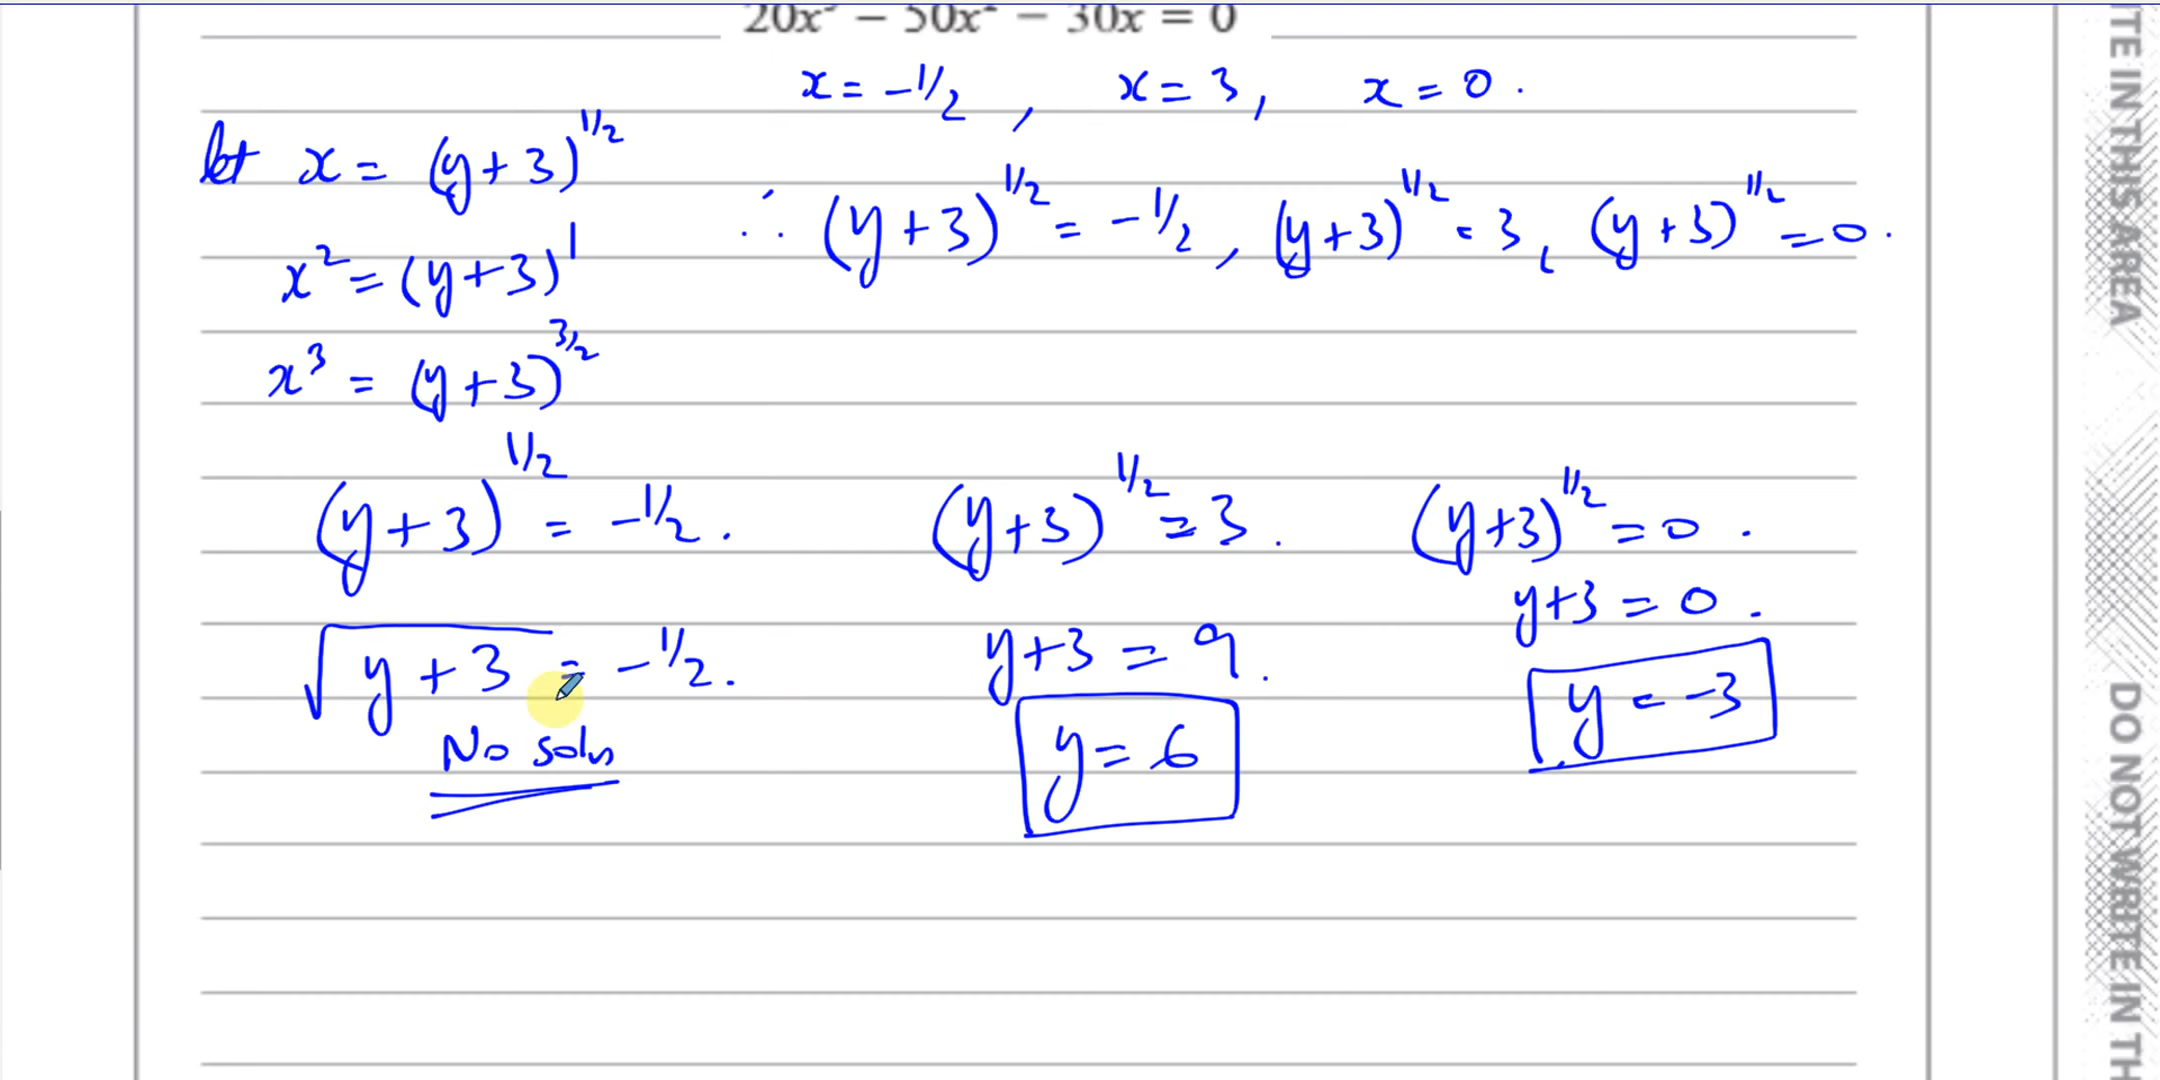 20x³ − 50x² − 30x = 0
x = -1/2 , x = 3, x = 0.
let x = (y+3)^1/2
∴ (y+3)^1/2 = -1/2, (y+3)^1/2 = 3, (y+3)^1/2 = 0.
x² = (y+3)^1
x³ = (y+3)^3/2
(y+3)^1/2 = -1/2. (y+3)^1/2 = 3. (y+3)^1/2 = 0.
y+3 = 0.
√y+3 = -1/2. y+3 = 9. y = -3
No soln y = 6
TE IN THIS AREA
DO NOT WRITE IN TH